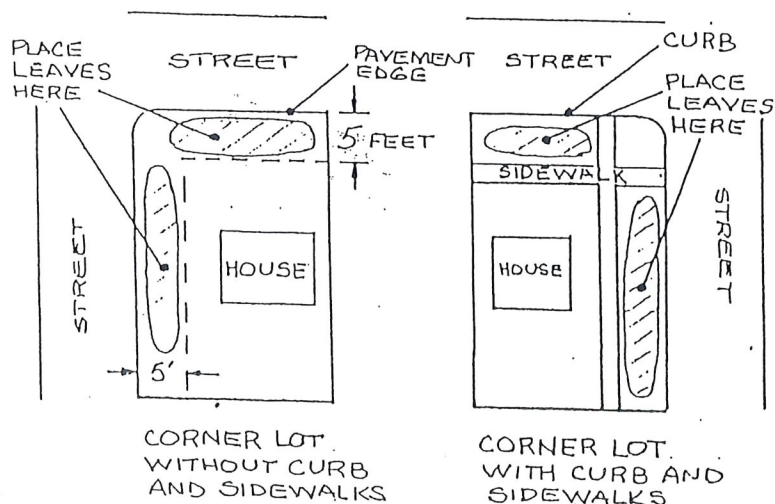 PLACE
LEAVES
HERE
STREET
PAVEMENT
EDGE
5 FEET
STREET
HOUSE
5'
CORNER LOT.
WITHOUT CURB
AND SIDEWALKS
STREET
CURB
PLACE
LEAVES
HERE
SIDEWALK
HOUSE
STREET
CORNER LOT.
WITH CURB AND
SIDEWALKS